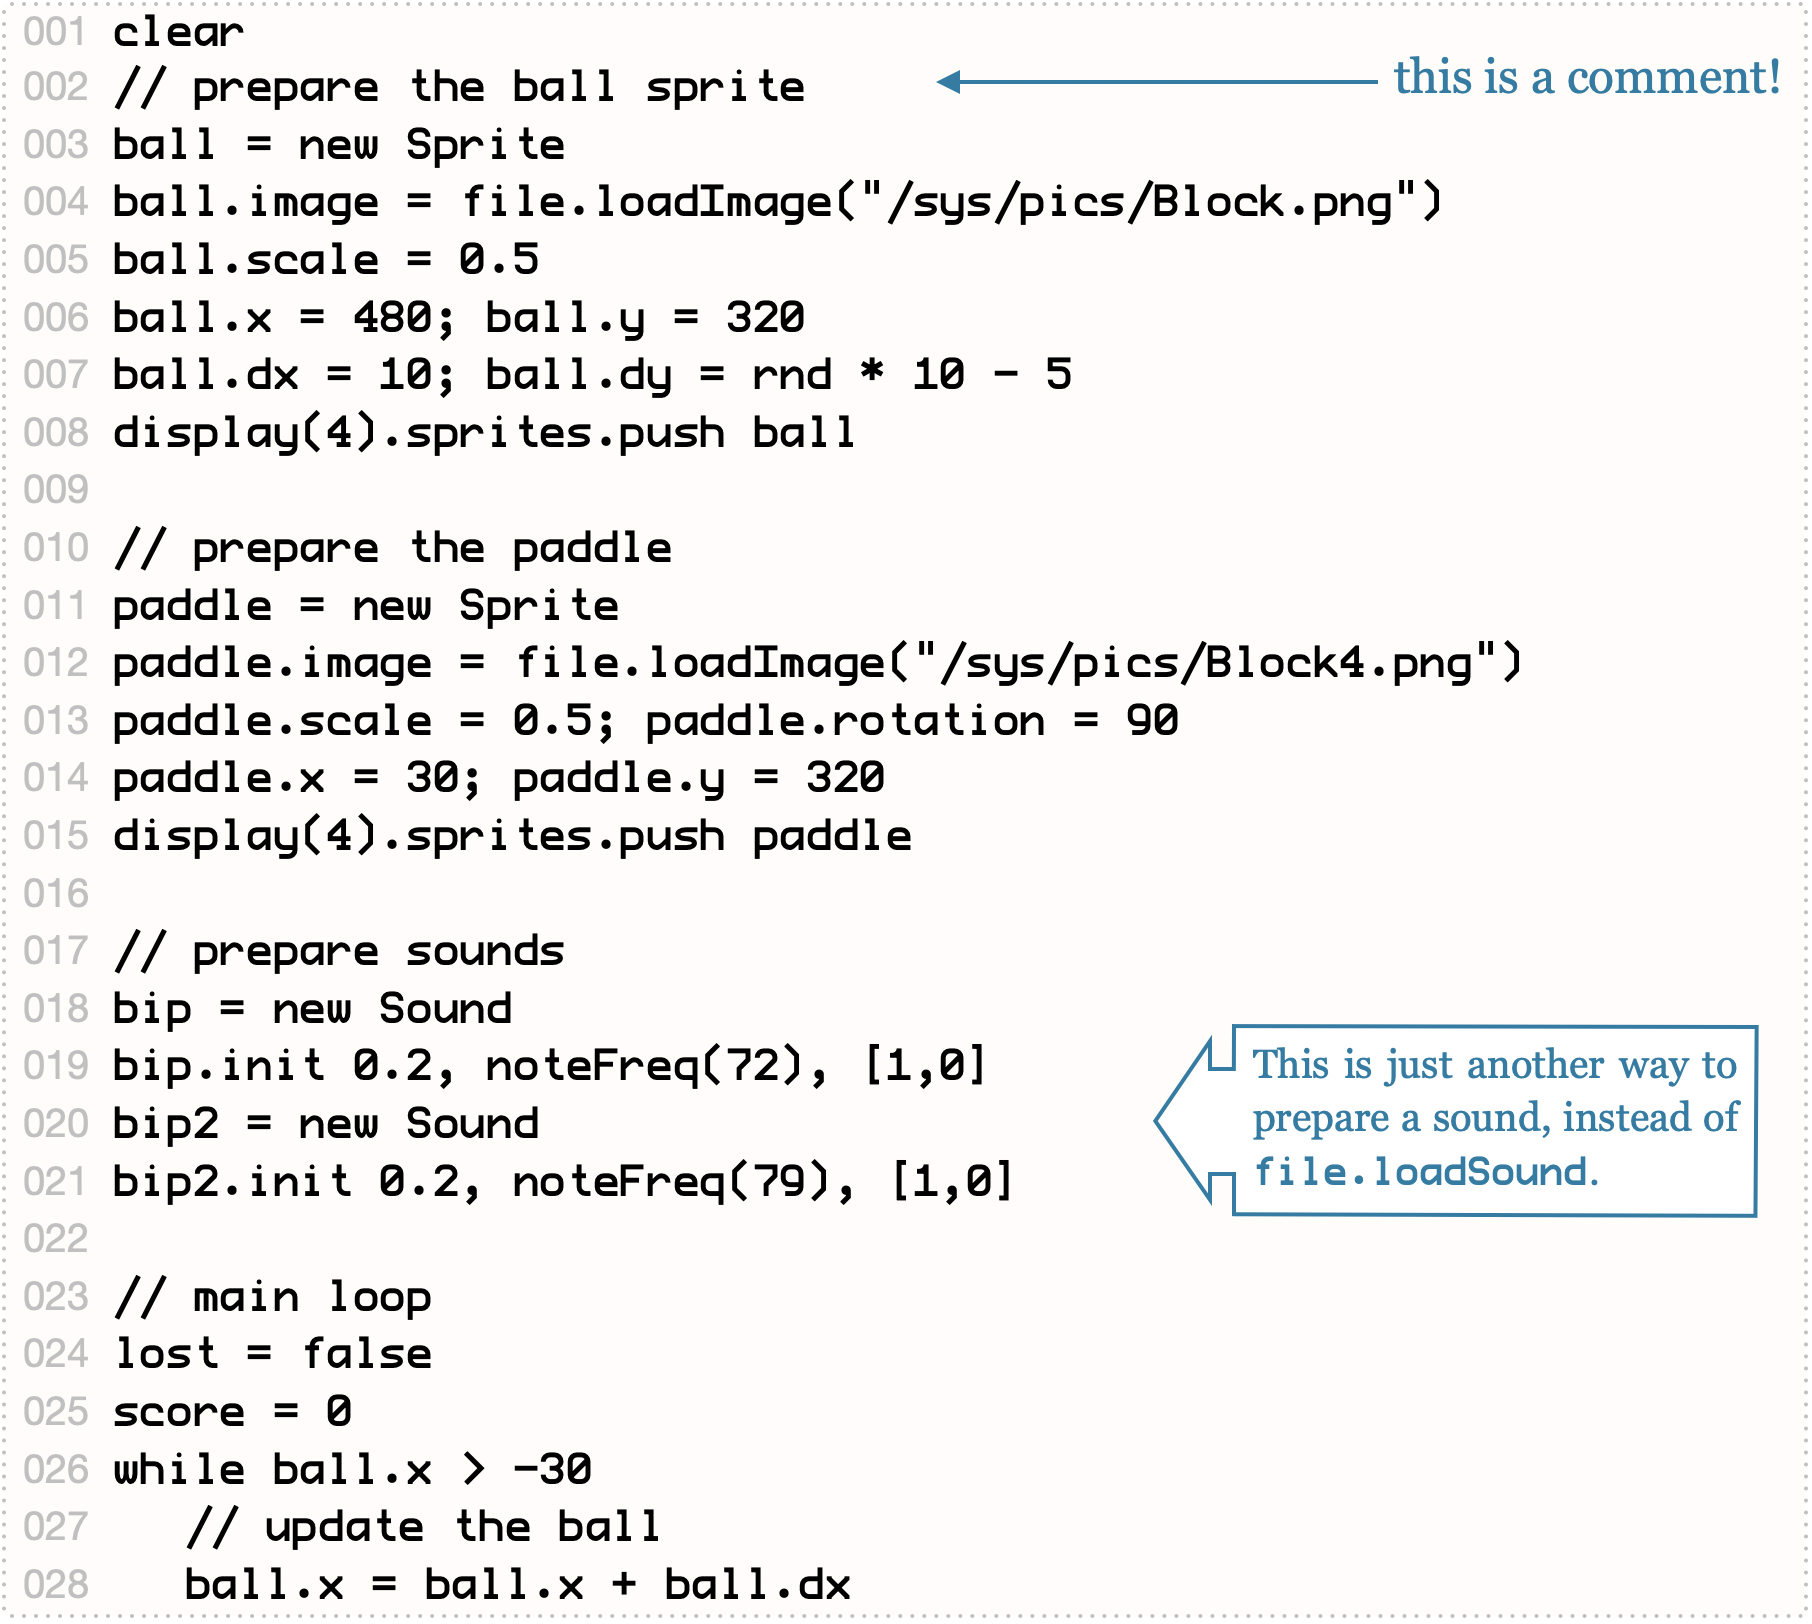 001 clear
002 // prepare the ball sprite
this is a comment!
003 ball = new Sprite
004 ball.image = file.loadImage("/sys/pics/Block.png")
005 ball.scale = 0.5
006 ball.x = 480; ball.y = 320
007 ball.dx = 10; ball.dy = rnd * 10 - 5
008 display(4).sprites.push ball
009
010 // prepare the paddle
011 paddle = new Sprite
012 paddle.image = file.loadImage("/sys/pics/Block4.png")
013 paddle.scale = 0.5; paddle.rotation = 90
014 paddle.x = 30; paddle.y = 320
015 display(4).sprites.push paddle
016
017 // prepare sounds
018 bip = new Sound
019 bip.init 0.2, noteFreq(72), [1,0]
020 bip2 = new Sound
021 bip2.init 0.2, noteFreq(79), [1,0]
This is just another way to
prepare a sound, instead of
file.loadSound.
022
023 // main loop
024 lost = false
025 score = 0
026 while ball.x > -30
027    // update the ball
028    ball.x = ball.x + ball.dx